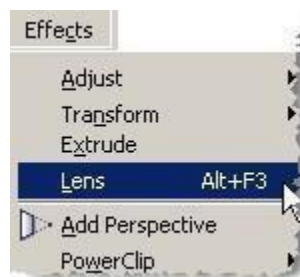 Effects
Adjust
Transform
Extrude
Lens Alt+F3
Add Perspective
PowerClip